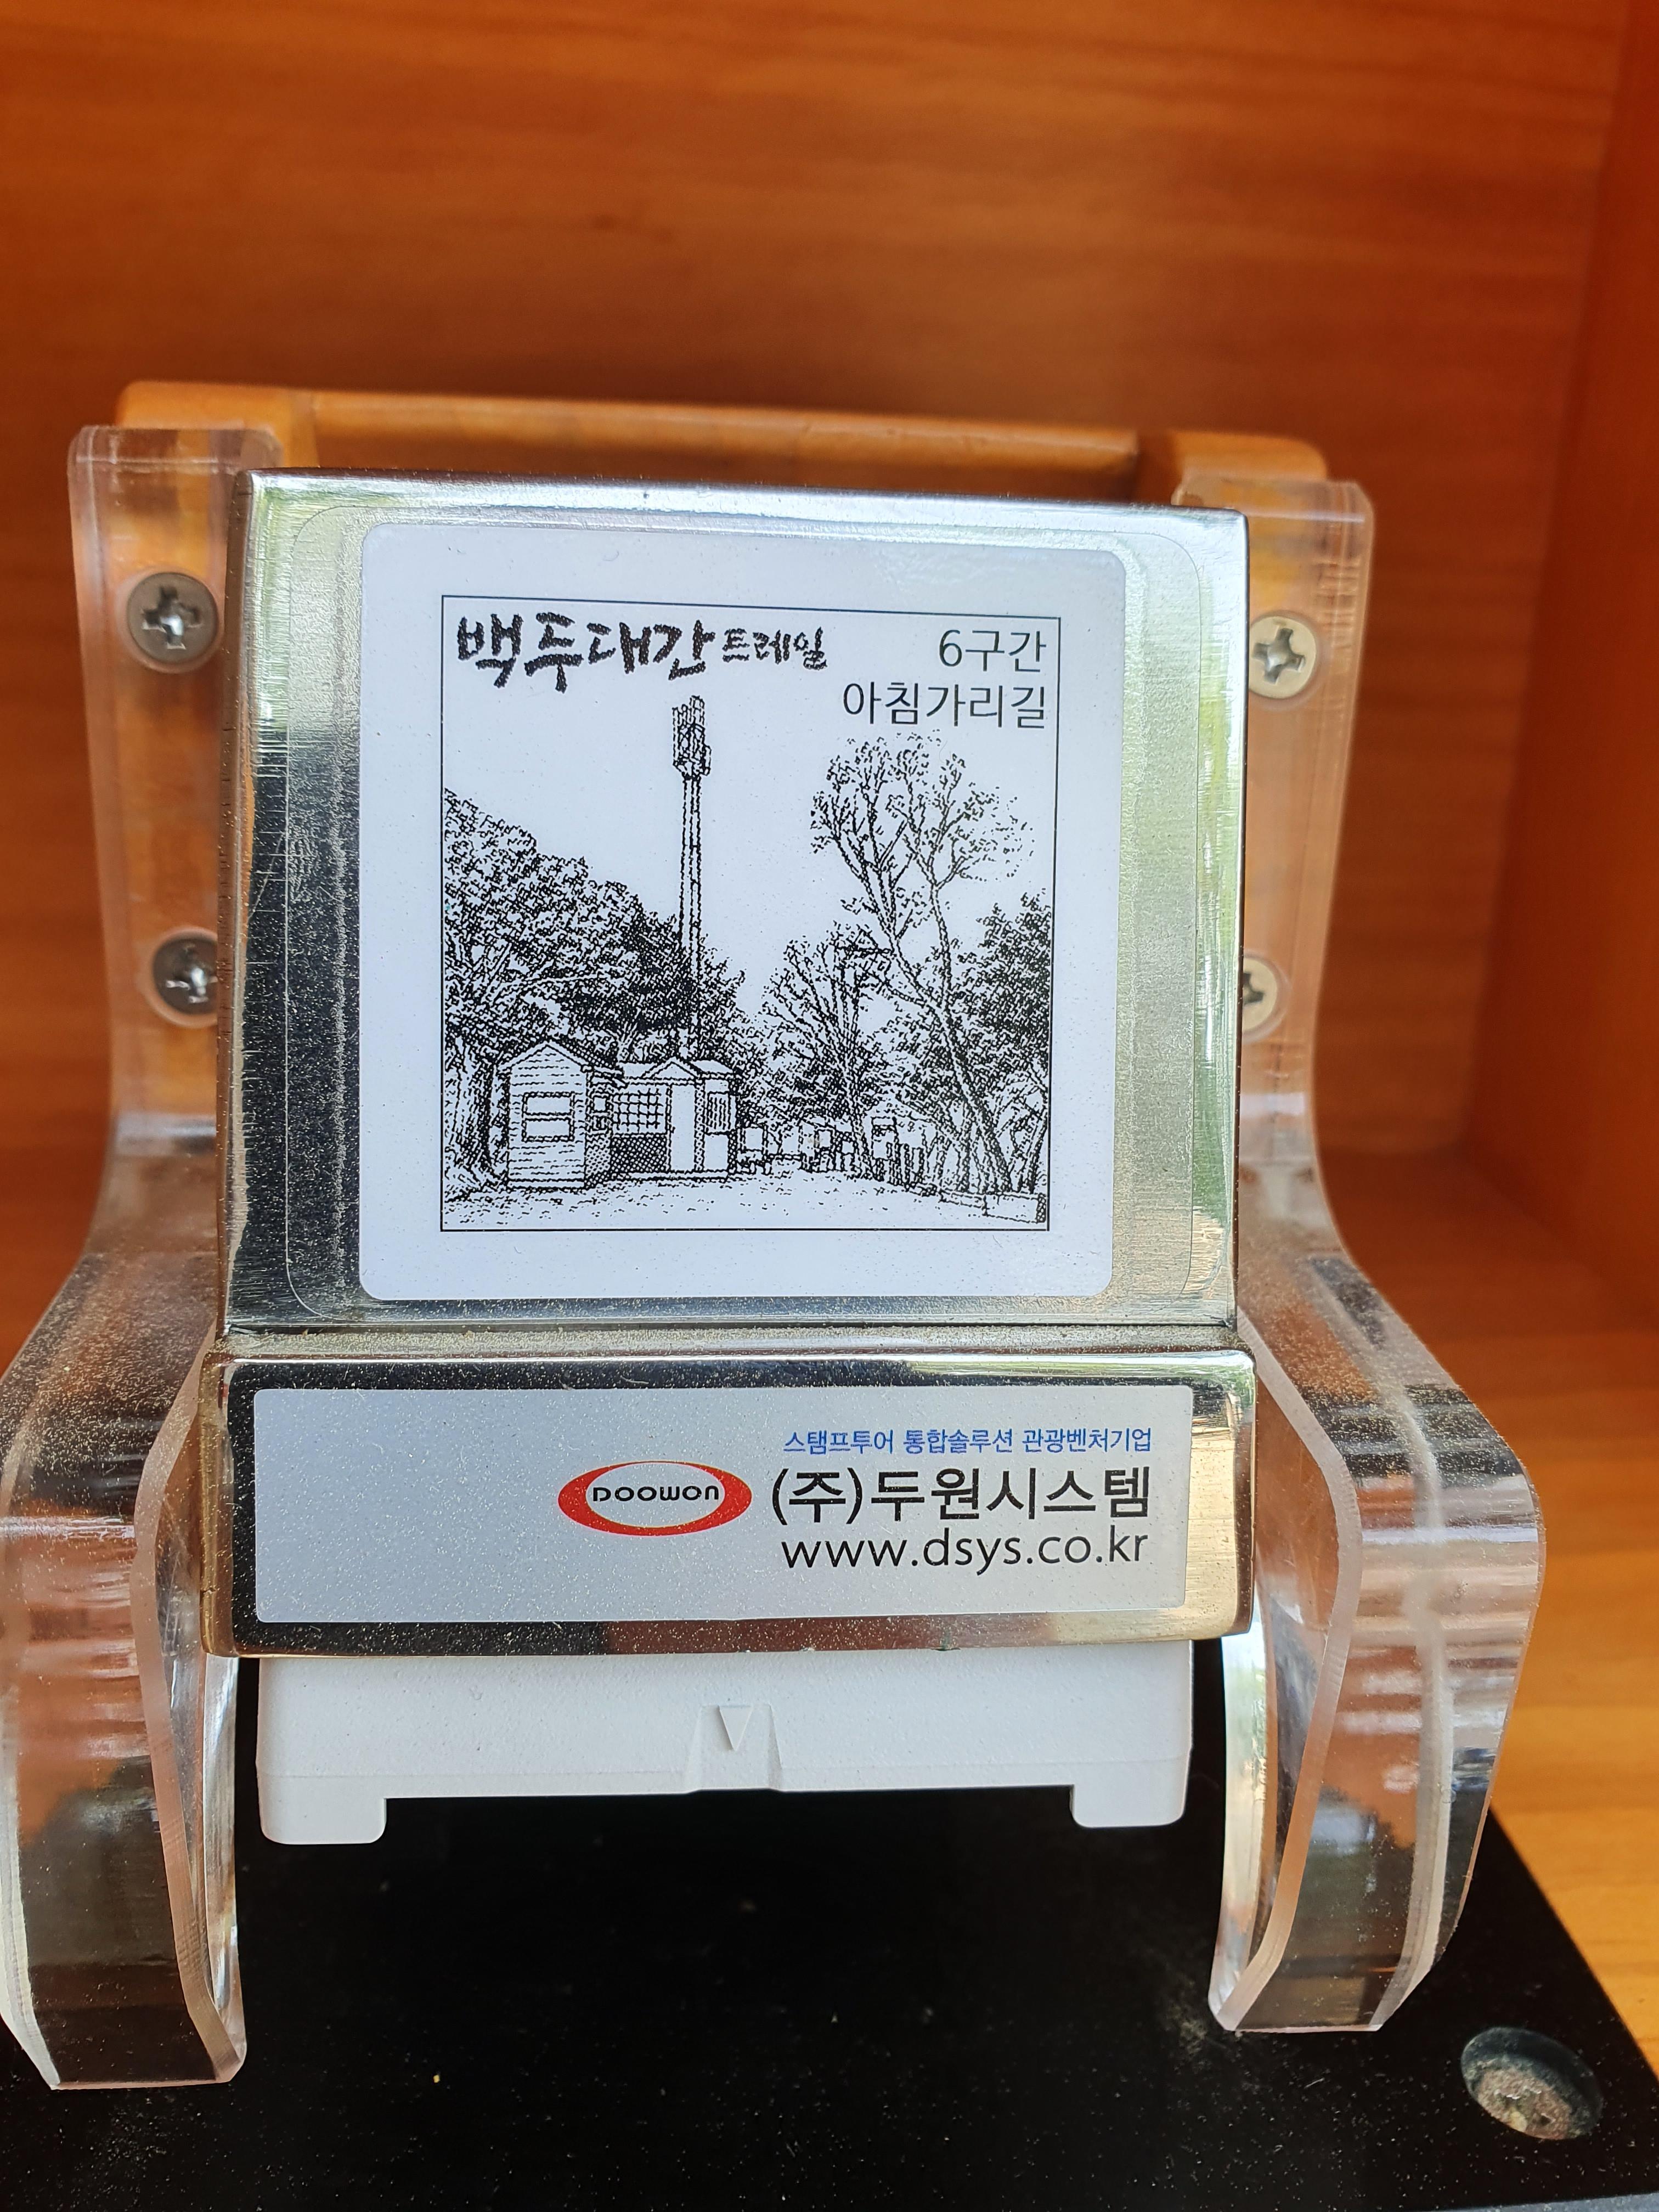 백두대간 트레일
6구간
아침가리길
스탬프투어 통합솔루션 관광벤처기업
DOOWON
(주)두원시스템
www.dsys.co.kr